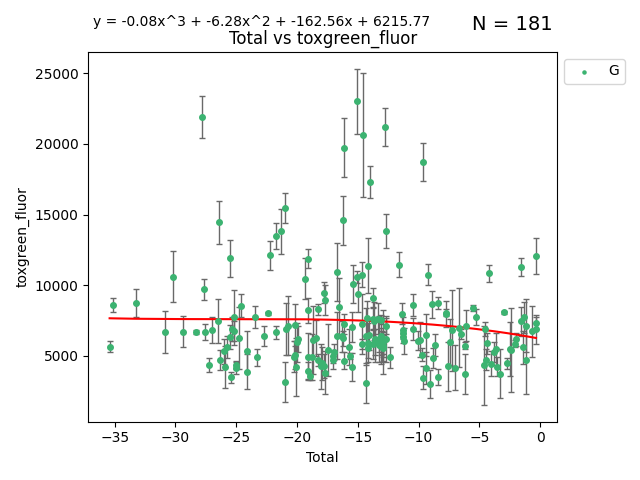 y = -0.08x^3 + -6.28x^2 + -162.56x + 6215.77
N = 181
Total vs toxgreen_fluor
G
25000
20000
15000
10000
5000
toxgreen_fluor
−35
−30
−25
−20
−15
−10
−5
0
Total